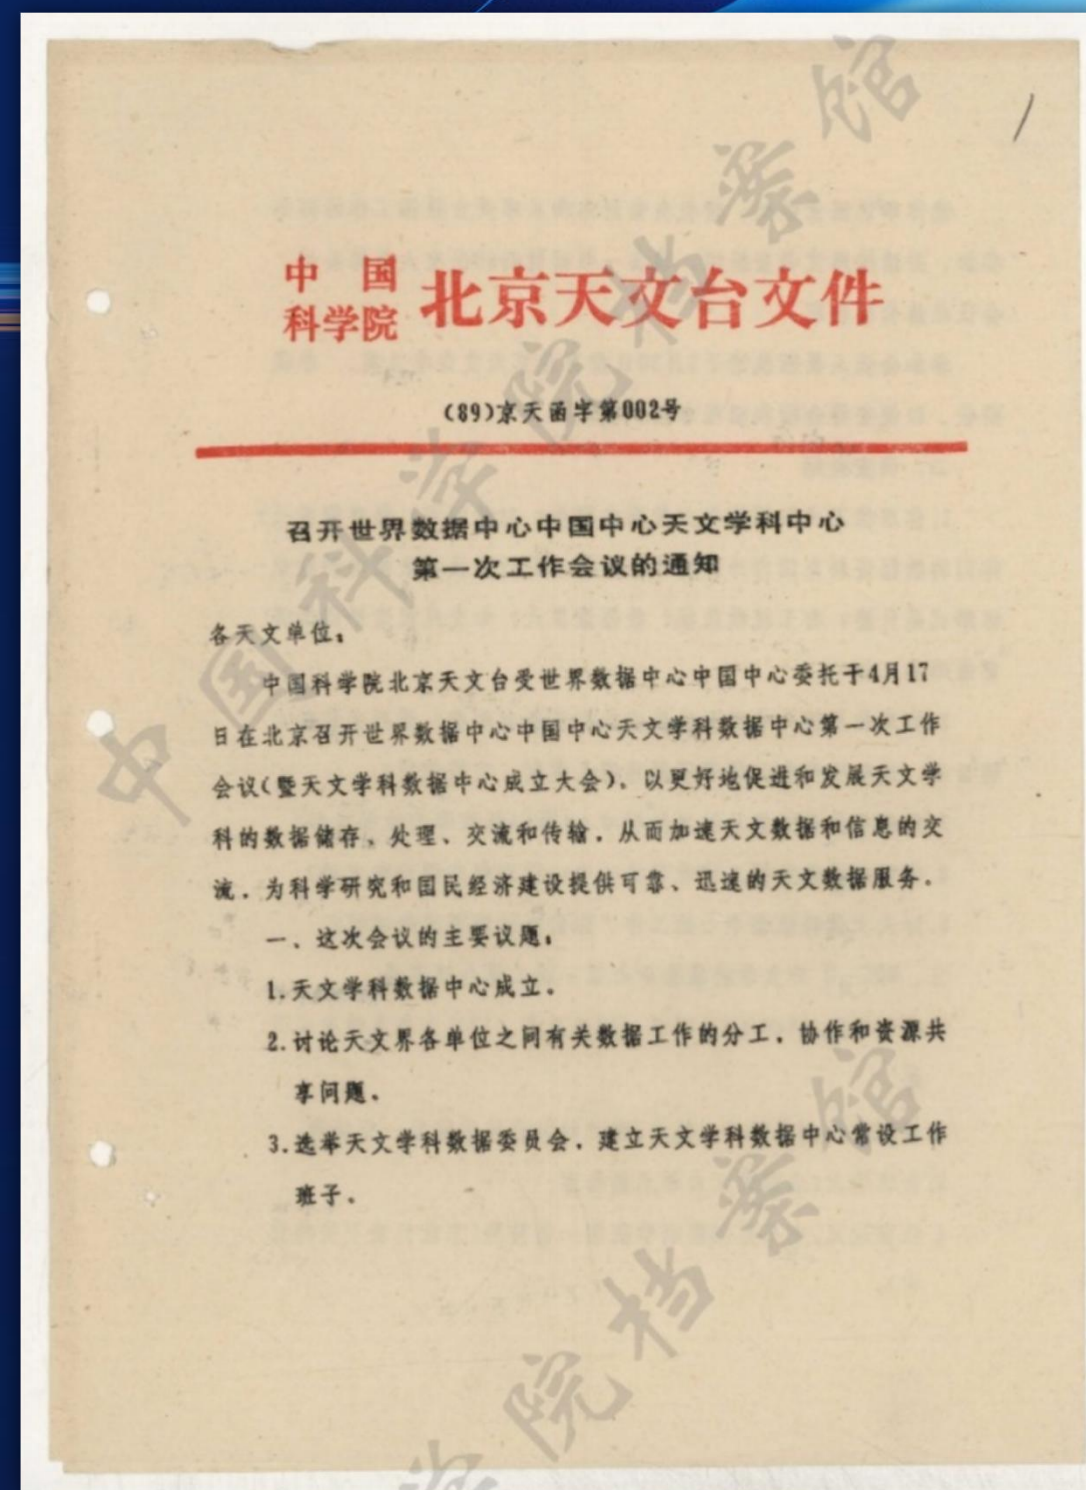 中国
科学院
北京天文台文件
(89)京天函字第002号
召开世界数据中心中国中心天文学科中心
第一次工作会议的通知
各天文单位:
中国科学院北京天文台受世界数据中心中国中心委托于4月17
日在北京召开世界数据中心中国中心天文学科数据中心第一次工作
会议(暨天文学科数据中心成立大会),以更好地促进和发展天文学
科的数据储存、处理、交流和传输,从而加速天文数据和信息的交
流,为科学研究和国民经济建设提供可靠、迅速的天文数据服务。
一、这次会议的主要议题:
1.天文学科数据中心成立。
2.讨论天文界各单位之间有关数据工作的分工,协作和资源共
享问题。
3.选举天文学科数据委员会,建立天文学科数据中心常设工作
班子。
中国科学院档案馆
学院档案馆